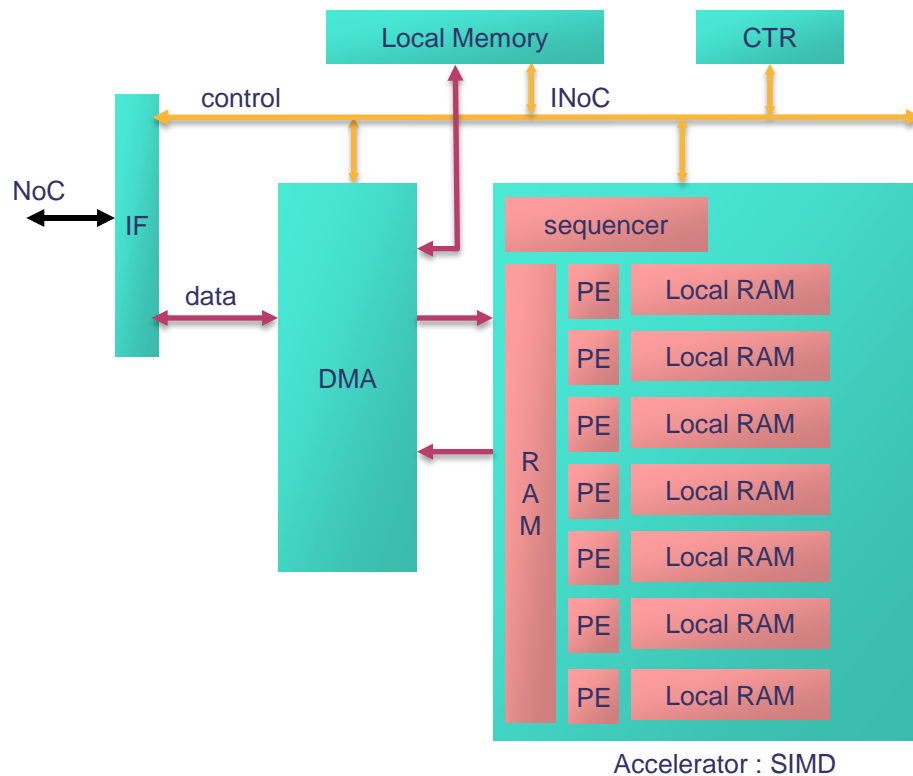 Local Memory
CTR
control
INoC
NoC
IF
sequencer
data
DMA
R
A
M
PE
Local RAM
PE
Local RAM
PE
Local RAM
PE
Local RAM
PE
Local RAM
PE
Local RAM
PE
Local RAM
Accelerator : SIMD